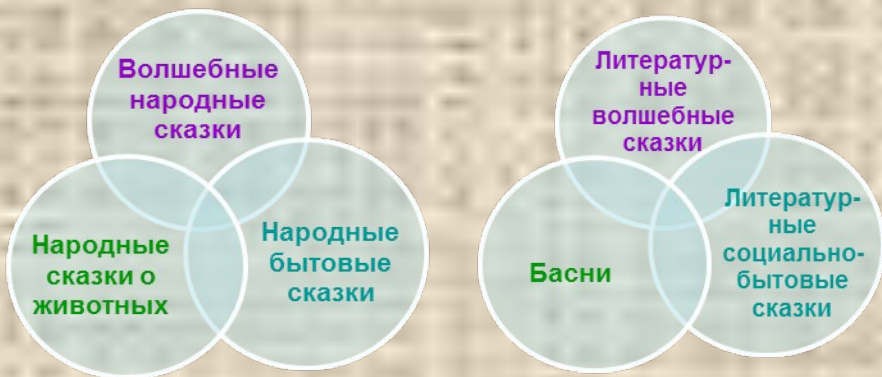 Волшебные
народные
сказки
Народные
сказки о
животных
Народные
бытовые
сказки
Литератур-
ные
волшебные
сказки
Басни
Литератур-
ные
социально-
бытовые
сказки